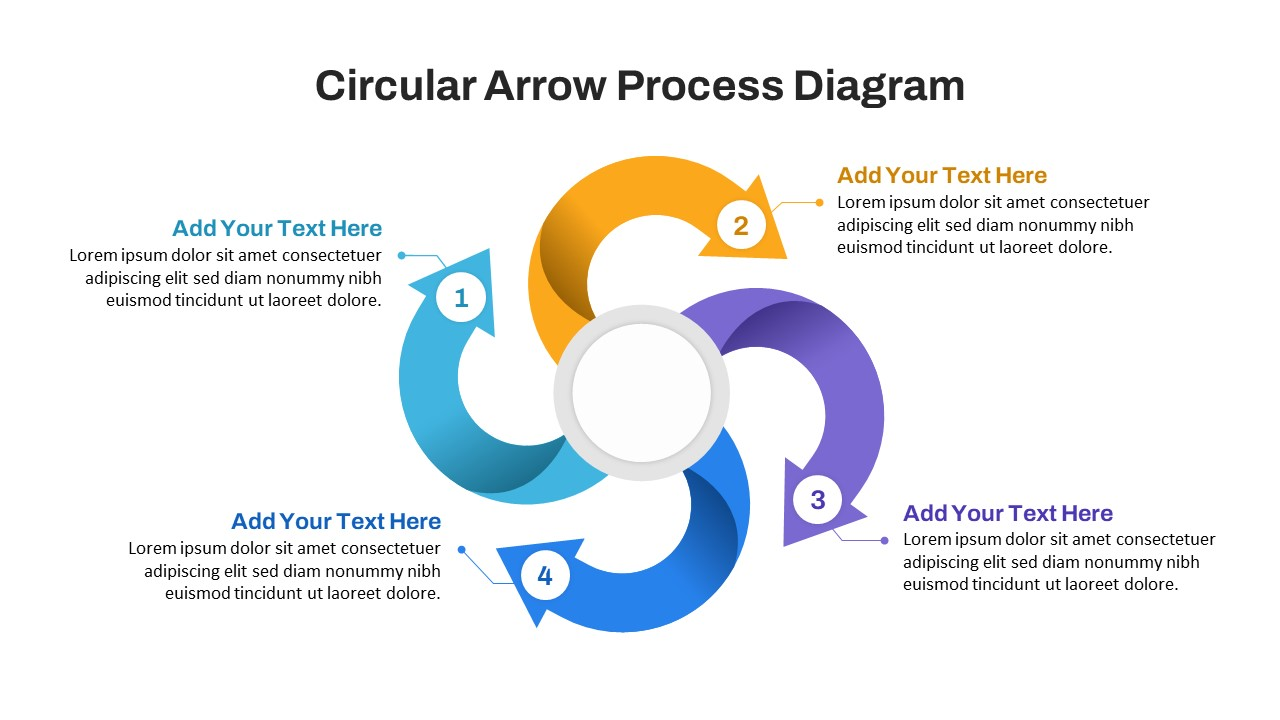 Circular Arrow Process Diagram
1
Add Your Text Here
Lorem ipsum dolor sit amet consectetuer
adipiscing elit sed diam nonummy nibh
euismod tincidunt ut laoreet dolore.
2
Add Your Text Here
Lorem ipsum dolor sit amet consectetuer
adipiscing elit sed diam nonummy nibh
euismod tincidunt ut laoreet dolore.
3
Add Your Text Here
Lorem ipsum dolor sit amet consectetuer
adipiscing elit sed diam nonummy nibh
euismod tincidunt ut laoreet dolore.
4
Add Your Text Here
Lorem ipsum dolor sit amet consectetuer
adipiscing elit sed diam nonummy nibh
euismod tincidunt ut laoreet dolore.